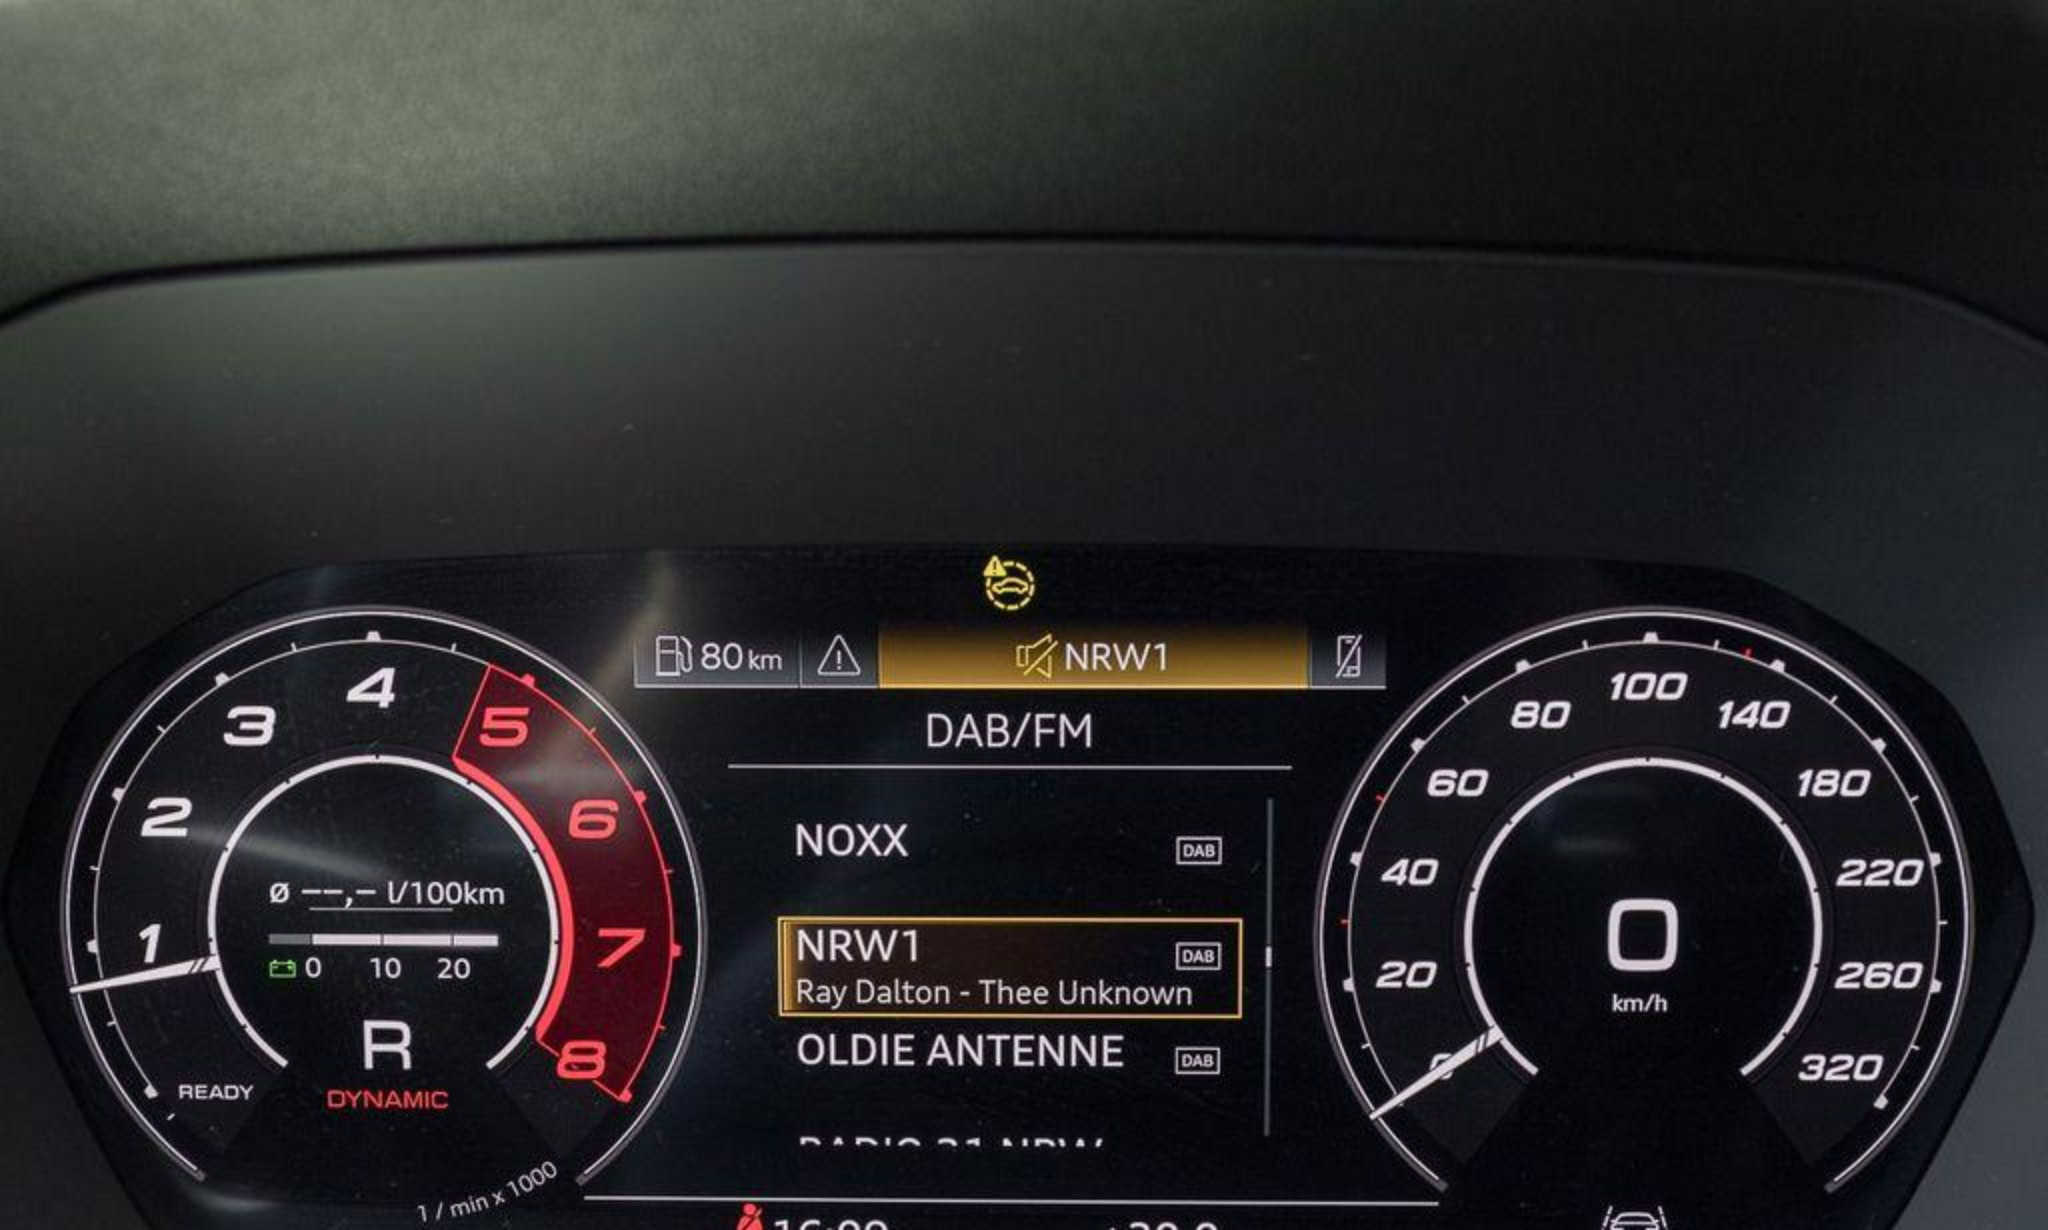 80 km NRW1
DAB/FM
NOXX DAB
NRW1 DAB
Ray Dalton - Thee Unknown
OLDIE ANTENNE DAB
1
2
3
4
5
6
7
8
ø --,- l/100km
0 10 20
R
READY
DYNAMIC
1 / min x 1000
0
20
40
60
80
100
140
180
220
260
320
0
km/h